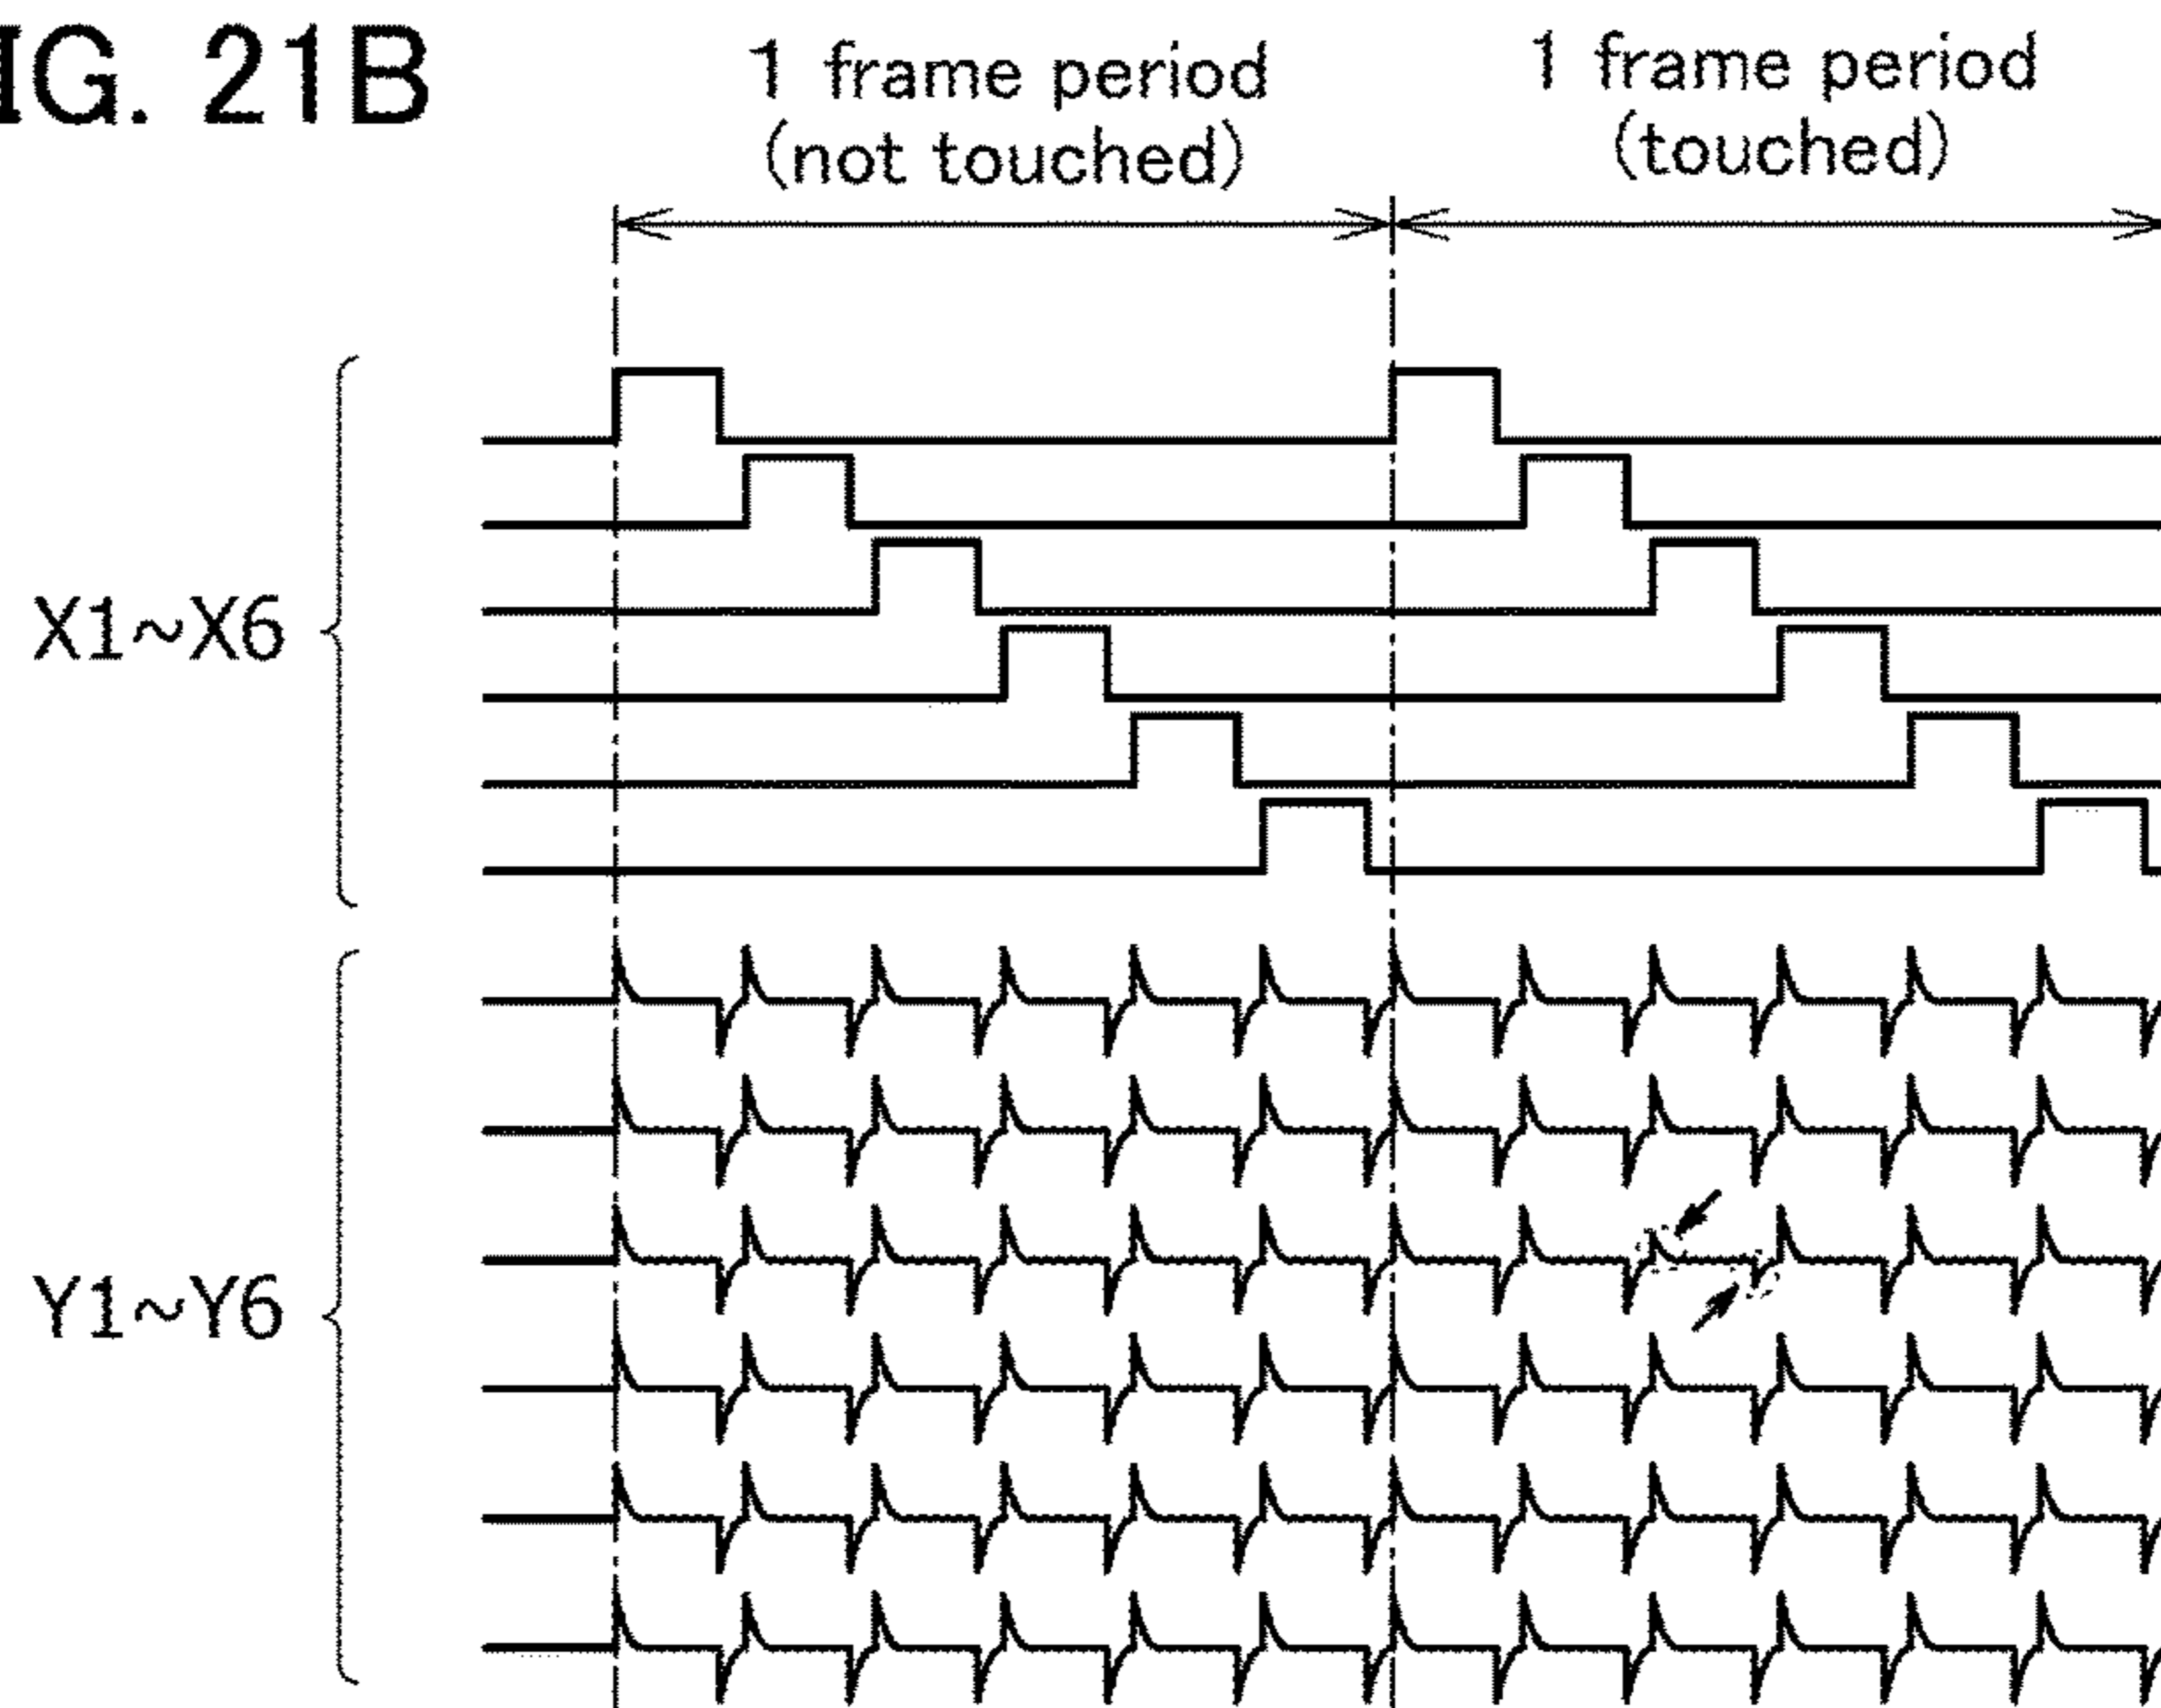 IG. 21B
1 frame period
(not touched)
1 frame period
(touched)
X1~X6
Y1~Y6